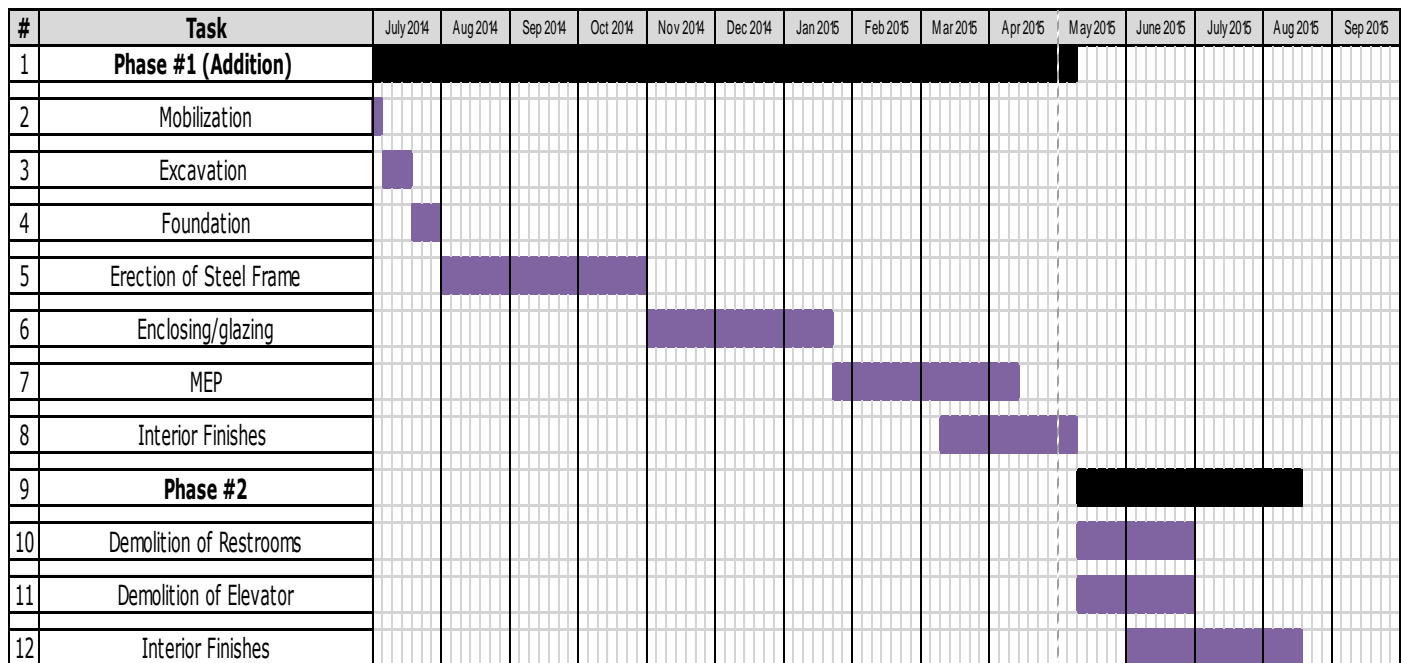 # Task July 2014 Aug 2014 Sep 2014 Oct 2014 Nov 2014 Dec 2014 Jan 2015 Feb 2015 Mar 2015 Apr 2015 May 2015 June 2015 July 2015 Aug 2015 Sep 2015
1 Phase #1 (Addition)
2 Mobilization
3 Excavation
4 Foundation
5 Erection of Steel Frame
6 Enclosing/glazing
7 MEP
8 Interior Finishes
9 Phase #2
10 Demolition of Restrooms
11 Demolition of Elevator
12 Interior Finishes